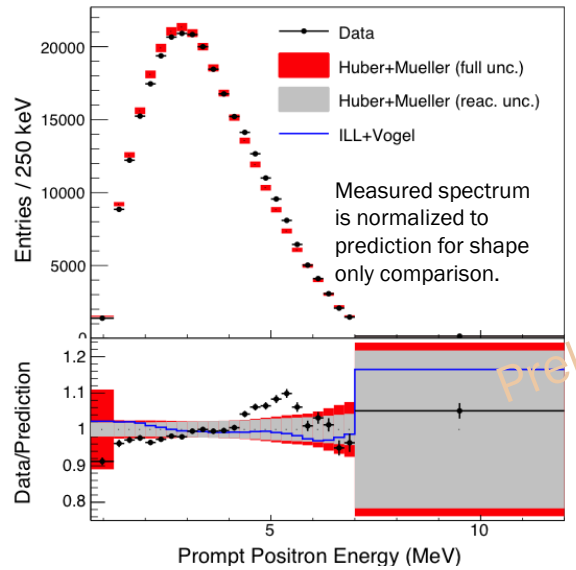 20000
15000
10000
5000
0
Entries / 250 keV
Data
Huber+Mueller (full unc.)
Huber+Mueller (reac. unc.)
ILL+Vogel
Measured spectrum
is normalized to
prediction for shape
only comparison.
1.2
1.1
1
0.9
0.8
Data/Prediction
Prel
5
10
Prompt Positron Energy (MeV)